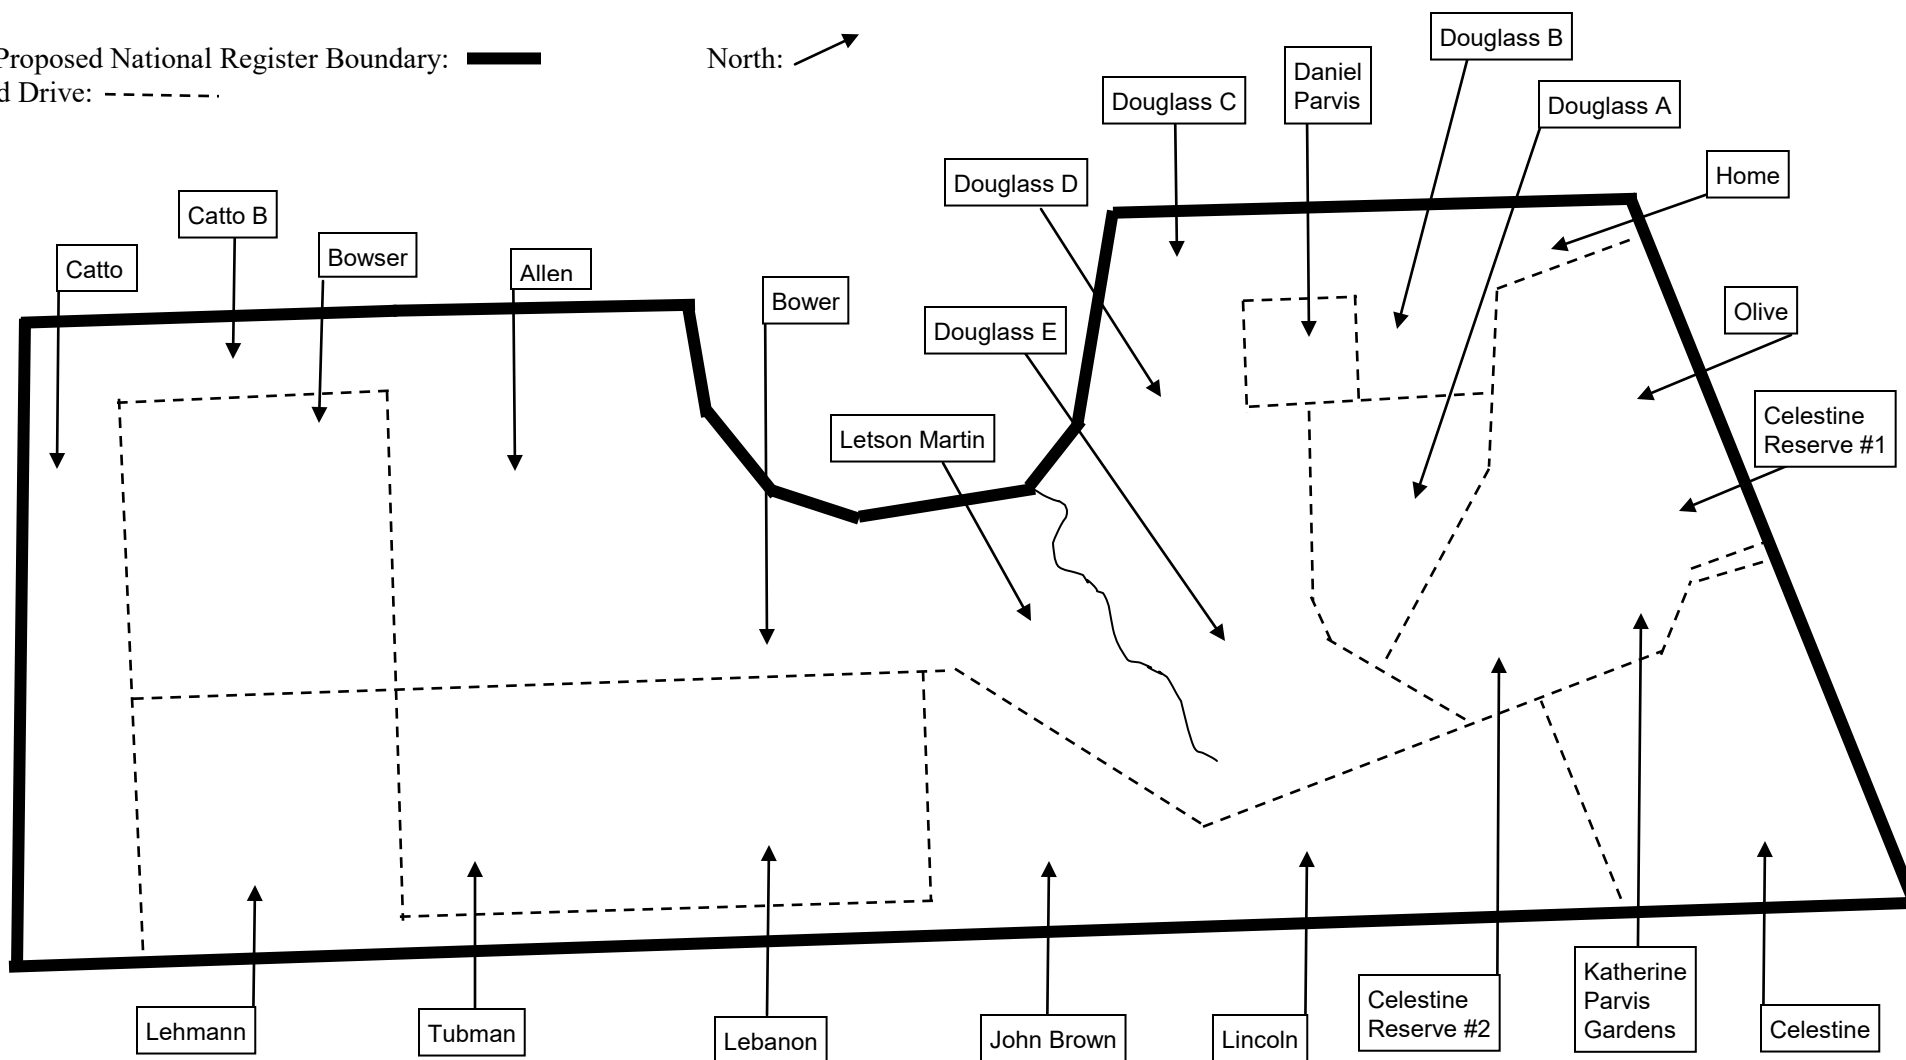 Proposed National Register Boundary:
d Drive:
North:
Douglass B
Daniel
Parvis
Douglass C
Douglass A
Home
Douglass D
Catto B
Bowser
Catto
Allen
Bower
Olive
Douglass E
Celestine
Reserve #1
Letson Martin
Lehmann
Tubman
Lebanon
John Brown
Lincoln
Celestine
Reserve #2
Katherine
Parvis
Gardens
Celestine